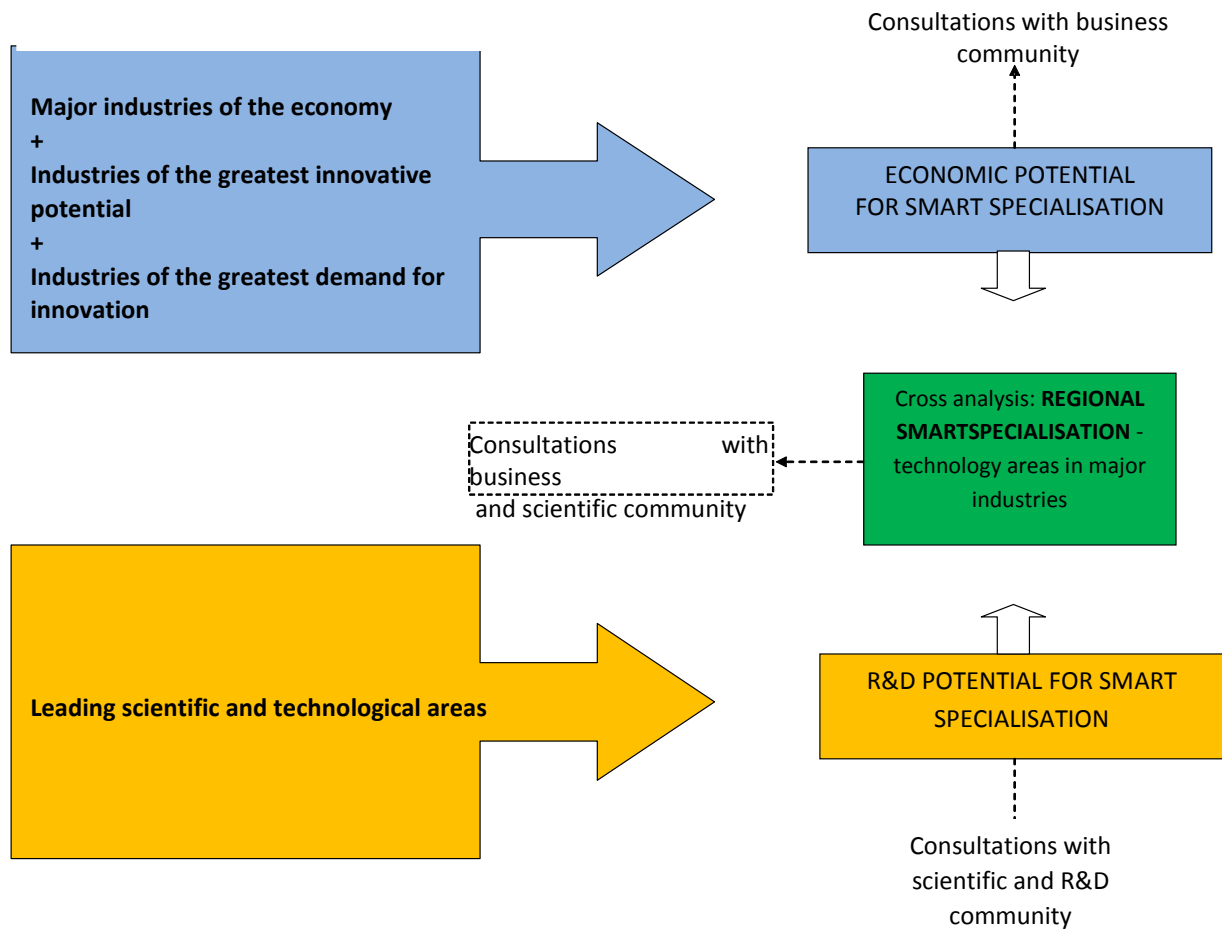 Consultations with business
community
Major industries of the economy
+
Industries of the greatest innovative
potential
+
Industries of the greatest demand for
innovation
ECONOMIC POTENTIAL
FOR SMART SPECIALISATION
Cross analysis: REGIONAL
SMARTSPECIALISATION -
technology areas in major
industries
Consultations with
business
and scientific community
Leading scientific and technological areas
R&D POTENTIAL FOR SMART
SPECIALISATION
Consultations with
scientific and R&D
community